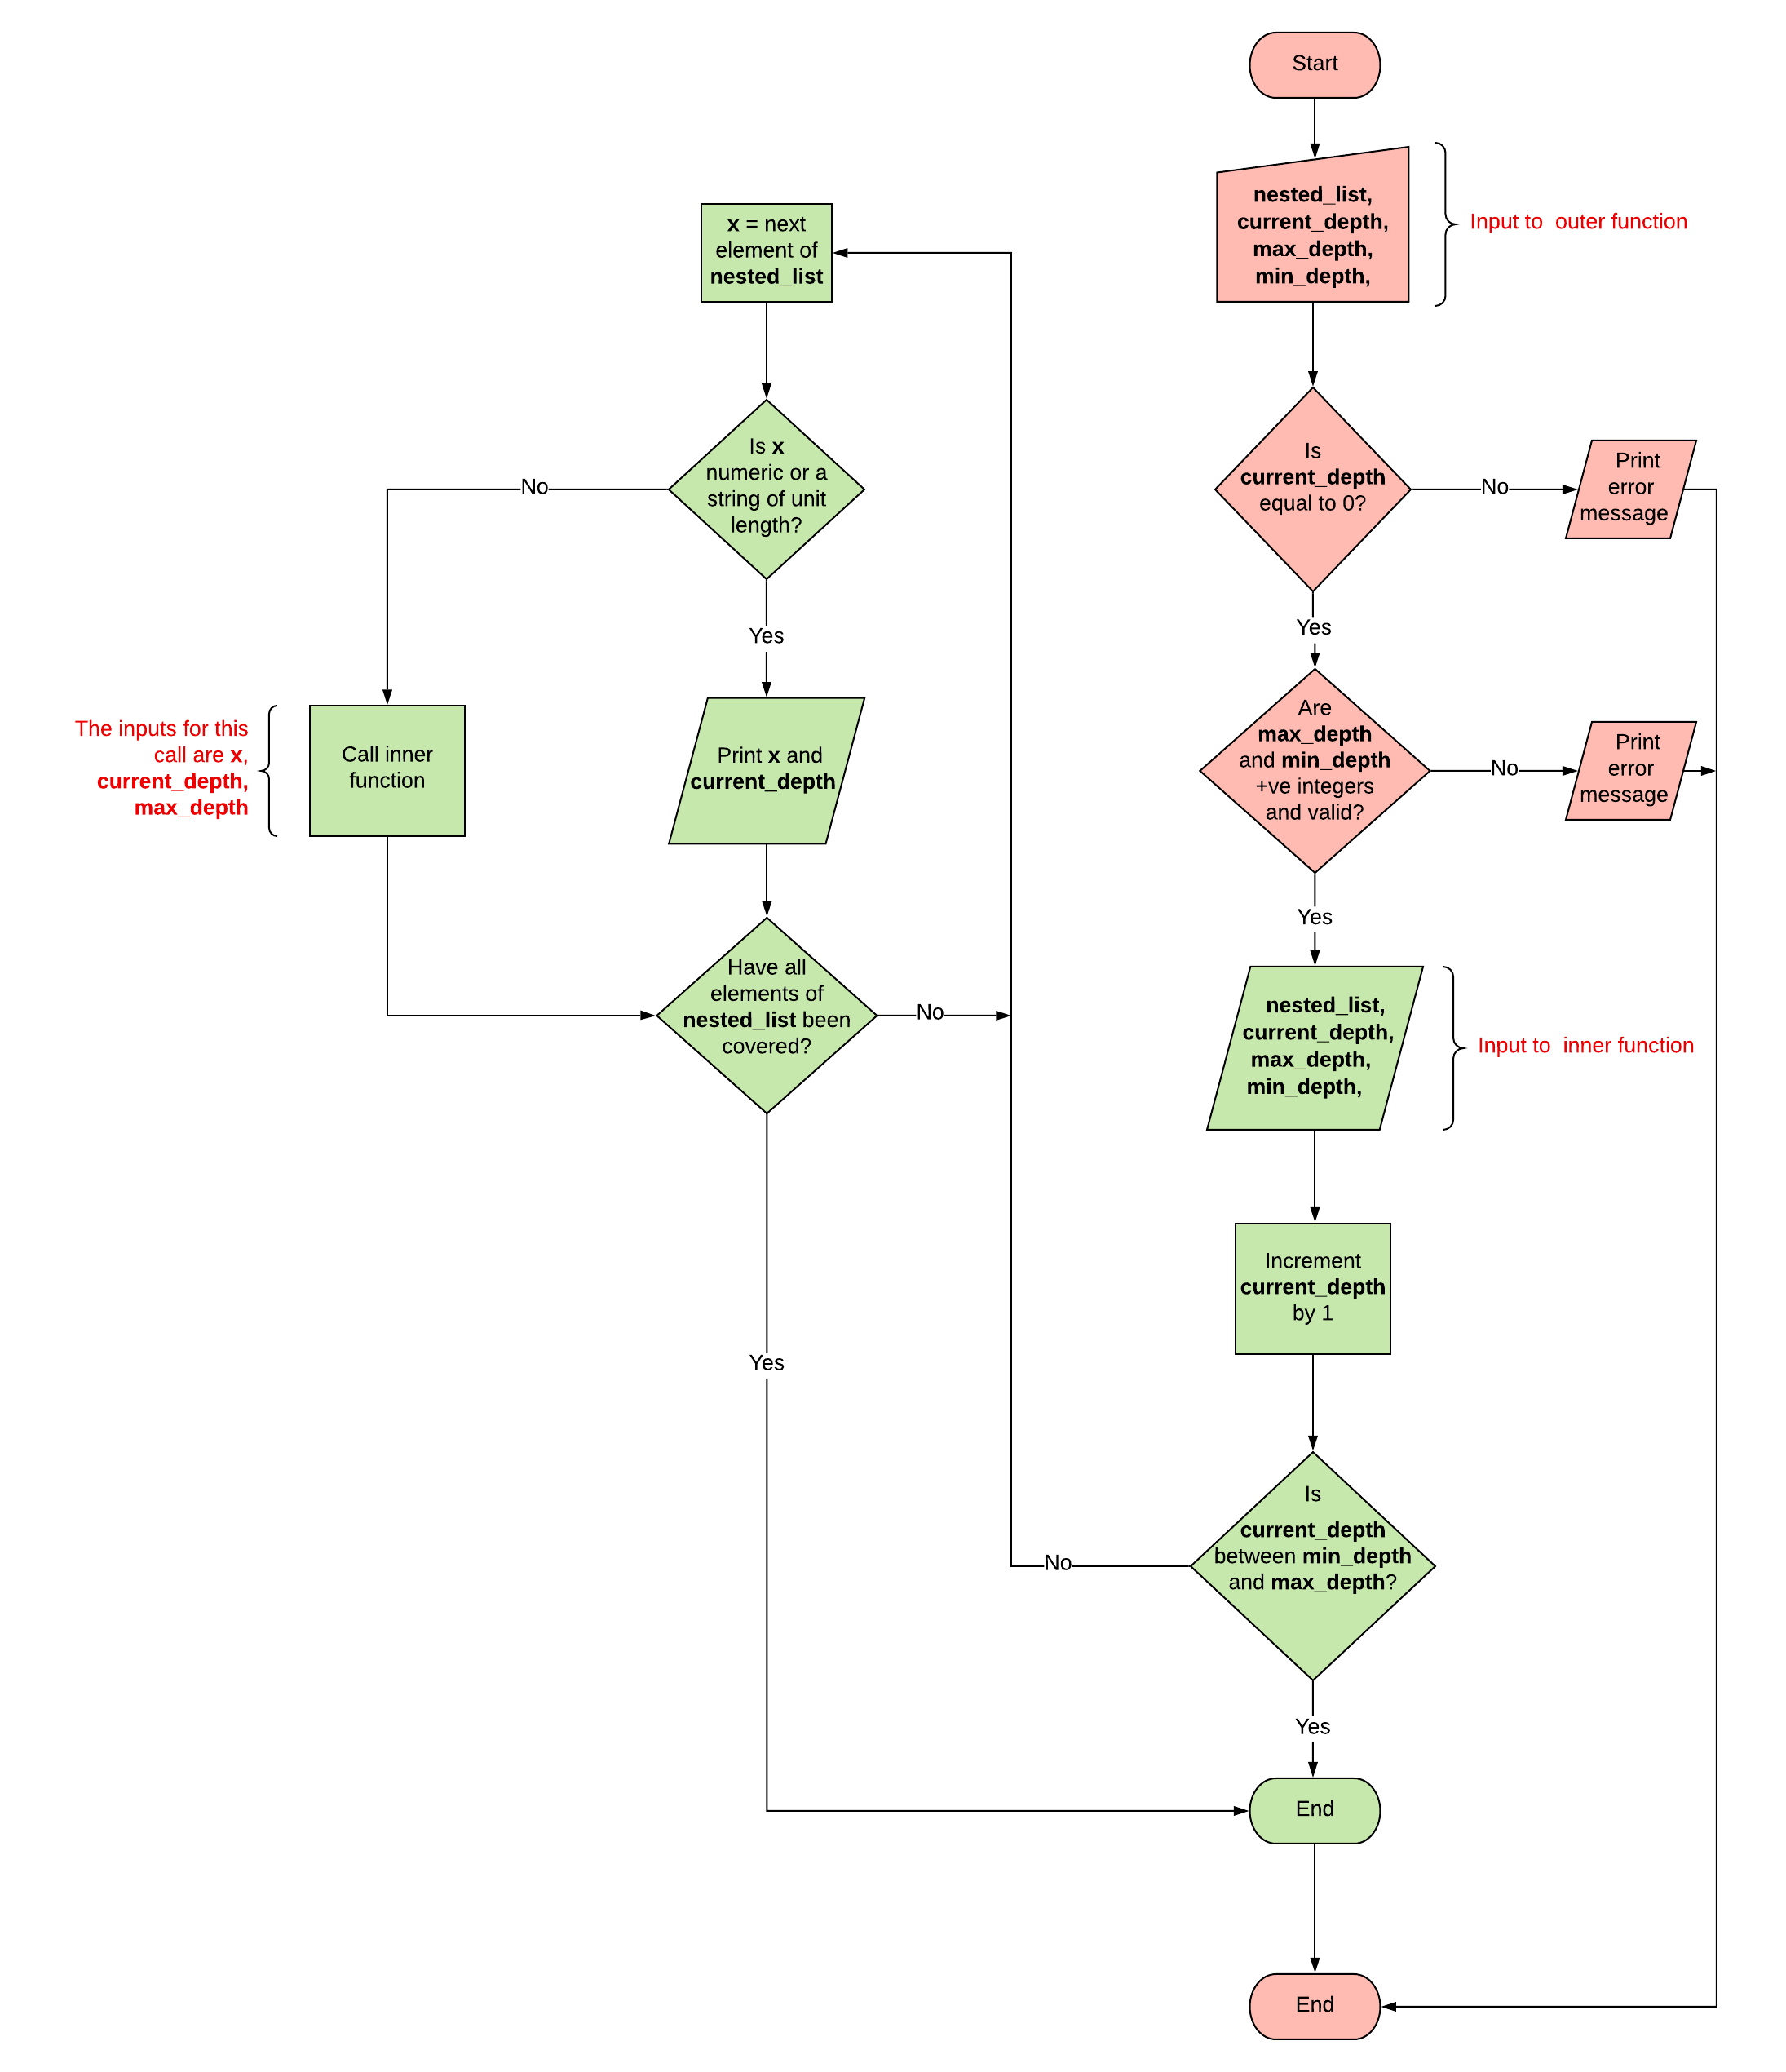 Start
nested_list,
current_depth,
max_depth,
min_depth,
Input to  outer function
x = next
element of
nested_list
Is x
numeric or a
string of unit
length?
No
Yes
Is
current_depth
equal to 0?
No
Print
error
message
Yes
The inputs for this
call are x,
current_depth,
max_depth
Call inner
function
Print x and
current_depth
Are
max_depth
and min_depth
+ve integers
and valid?
No
Print
error
message
Yes
Have all
elements of
nested_list been
covered?
No
Yes
nested_list,
current_depth,
max_depth,
min_depth,
Input to  inner function
Increment
current_depth
by 1
Is
current_depth
between min_depth
and max_depth?
No
Yes
End
End